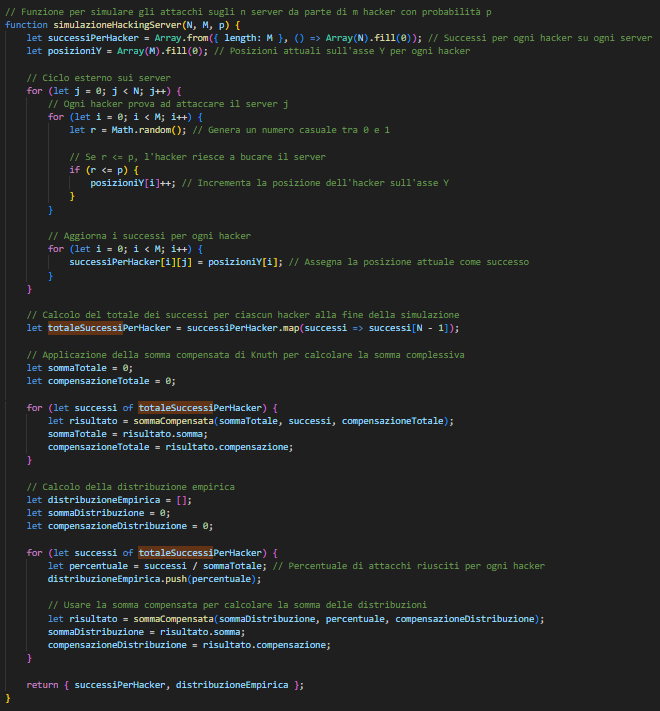 // Funzione per simulare gli attacchi sugli n server da parte di m hacker con probabilità p
function simulazioneHackingServer(N, M, p) {
    let successiPerHacker = Array.from({ length: M }, () => Array(N).fill(0)); // Successi per ogni hacker su ogni server
    let posizioniY = Array(M).fill(0); // Posizioni attuali sull'asse Y per ogni hacker

    // Ciclo esterno sui server
    for (let j = 0; j < N; j++) {
        // Ogni hacker prova ad attaccare il server j
        for (let i = 0; i < M; i++) {
            let r = Math.random(); // Genera un numero casuale tra 0 e 1

            // Se r <= p, l'hacker riesce a bucare il server
            if (r <= p) {
                posizioniY[i]++; // Incrementa la posizione dell'hacker sull'asse Y
            }
        }

        // Aggiorna i successi per ogni hacker
        for (let i = 0; i < M; i++) {
            successiPerHacker[i][j] = posizioniY[i]; // Assegna la posizione attuale come successo
        }
    }

    // Calcolo del totale dei successi per ciascun hacker alla fine della simulazione
    let totaleSuccessiPerHacker = successiPerHacker.map(successi => successi[N - 1]);

    // Applicazione della somma compensata di Knuth per calcolare la somma complessiva
    let sommaTotale = 0;
    let compensazioneTotale = 0;

    for (let successi of totaleSuccessiPerHacker) {
        let risultato = sommaCompensata(sommaTotale, successi, compensazioneTotale);
        sommaTotale = risultato.somma;
        compensazioneTotale = risultato.compensazione;
    }

    // Calcolo della distribuzione empirica
    let distribuzioneEmpirica = [];
    let sommaDistribuzione = 0;
    let compensazioneDistribuzione = 0;

    for (let successi of totaleSuccessiPerHacker) {
        let percentuale = successi / sommaTotale; // Percentuale di attacchi riusciti per ogni hacker
        distribuzioneEmpirica.push(percentuale);

        // Usare la somma compensata per calcolare la somma delle distribuzioni
        let risultato = sommaCompensata(sommaDistribuzione, percentuale, compensazioneDistribuzione);
        sommaDistribuzione = risultato.somma;
        compensazioneDistribuzione = risultato.compensazione;
    }

    return { successiPerHacker, distribuzioneEmpirica };
}